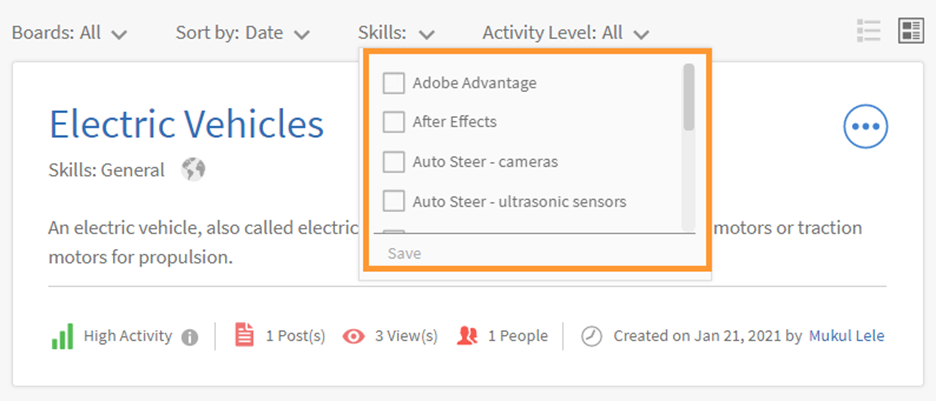 Boards: All Sort by: Date Skills: Activity Level: All
Adobe Advantage
After Effects
Auto Steer - cameras
Auto Steer - ultrasonic sensors
Save
Electric Vehicles
Skills: General
An electric vehicle, also called electric motors or traction
motors for propulsion.
High Activity 1 Post(s) 3 View(s) 1 People Created on Jan 21, 2021 by Mukul Lele